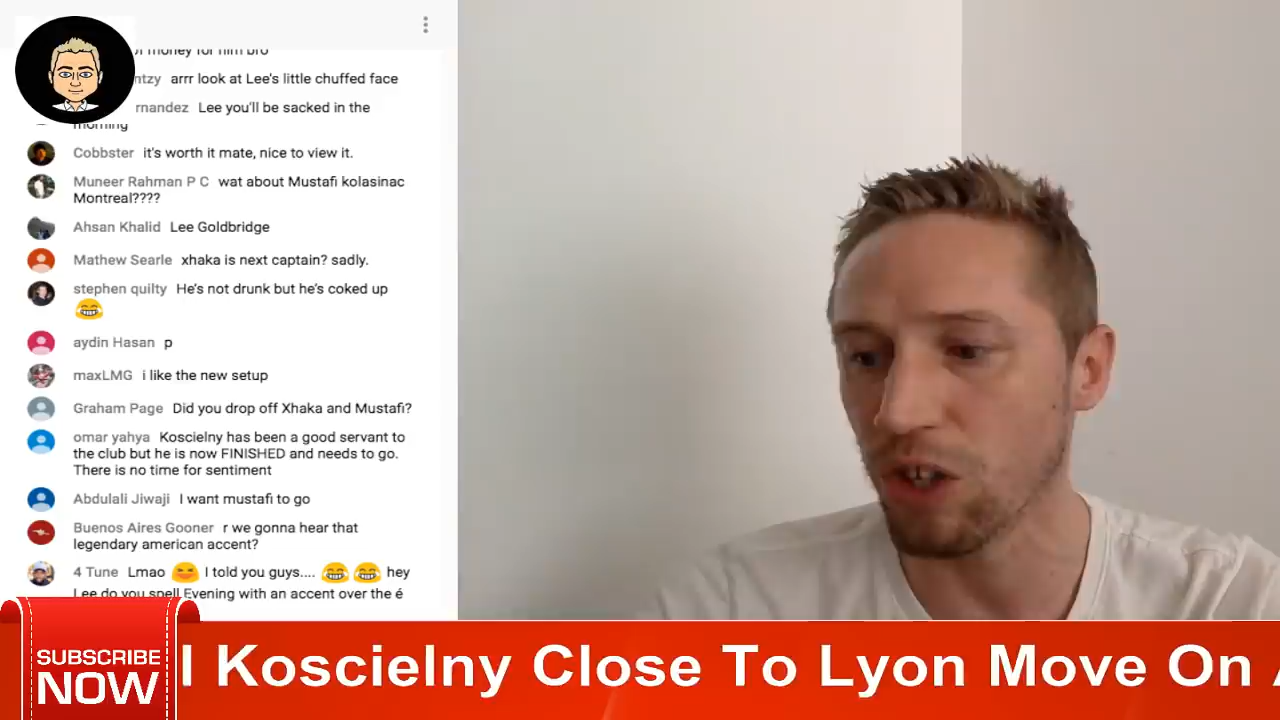 of money for him bro
ntzy arrr look at Lee's little chuffed face
rnandez Lee you'll be sacked in the
morning
Cobbster it's worth it mate, nice to view it.
Muneer Rahman P C wat about Mustafi kolasinac
Montreal????
Ahsan Khalid Lee Goldbridge
Mathew Searle xhaka is next captain? sadly.
stephen quilty He's not drunk but he's coked up
😂
aydin Hasan p
maxLMG i like the new setup
Graham Page Did you drop off Xhaka and Mustafi?
omar yahya Koscielny has been a good servant to
the club but he is now FINISHED and needs to go.
There is no time for sentiment
Abdulali Jiwaji I want mustafi to go
Buenos Aires Gooner r we gonna hear that
legendary american accent?
4 Tune Lmao 😆 I told you guys.... 😂 😂 hey
Lee do you spell Evening with an accent over the é
SUBSCRIBE
NOW
l Koscielny Close To Lyon Move On A